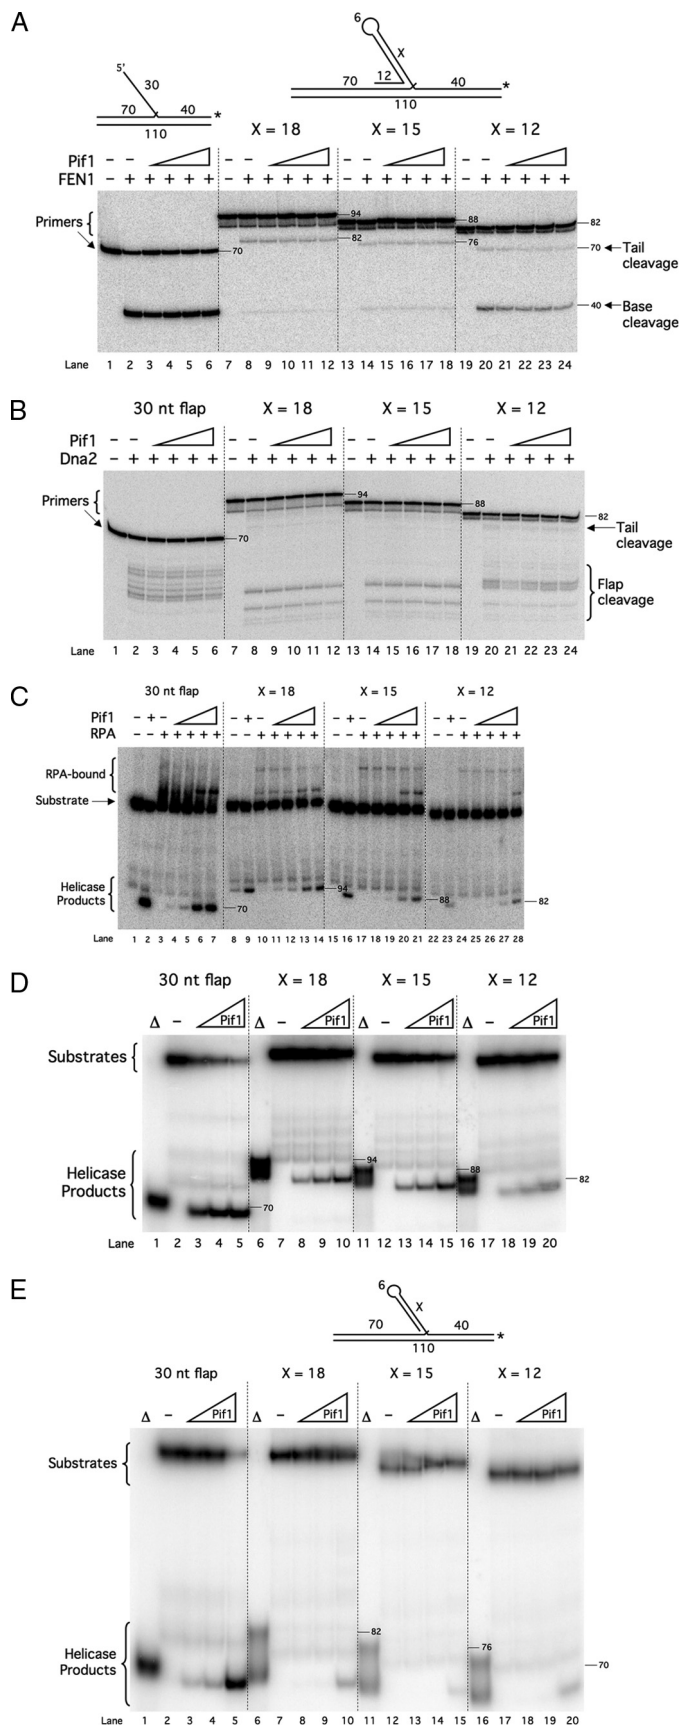 A
6
X
5'
30
70
12
40
*
70
40
*
110
110
X = 18
X = 15
X = 12
Pif1 – – – – – – – –
FEN1 – + + + + + – + + + + + – + + + + + – + + + + +
Primers
94
88
82
82
76
70
Tail cleavage
70
40
Base cleavage
Lane 1 2 3 4 5 6 7 8 9 10 11 12 13 14 15 16 17 18 19 20 21 22 23 24
B
30 nt flap X = 18 X = 15 X = 12
Pif1 – – – – – – – –
Dna2 – + + + + + – + + + + + – + + + + + – + + + + +
Primers
94
88
82
Tail cleavage
70
Flap cleavage
Lane 1 2 3 4 5 6 7 8 9 10 11 12 13 14 15 16 17 18 19 20 21 22 23 24
C
30 nt flap X = 18 X = 15 X = 12
Pif1 – + – – + – – + – – + –
RPA – – + + + + + – – + + + + + – – + + + + + – – + + + + +
RPA-bound
Substrate
Helicase Products
94
88
82
70
Lane 1 2 3 4 5 6 7 8 9 10 11 12 13 14 15 16 17 18 19 20 21 22 23 24 25 26 27 28
D
30 nt flap X = 18 X = 15 X = 12
Δ – Pif1 Δ – Pif1 Δ – Pif1 Δ – Pif1
Substrates
Helicase Products
94
88
82
70
Lane 1 2 3 4 5 6 7 8 9 10 11 12 13 14 15 16 17 18 19 20
E
6
X
70
40
*
110
30 nt flap X = 18 X = 15 X = 12
Δ – Pif1 Δ – Pif1 Δ – Pif1 Δ – Pif1
Substrates
Helicase Products
82
76
70
Lane 1 2 3 4 5 6 7 8 9 10 11 12 13 14 15 16 17 18 19 20